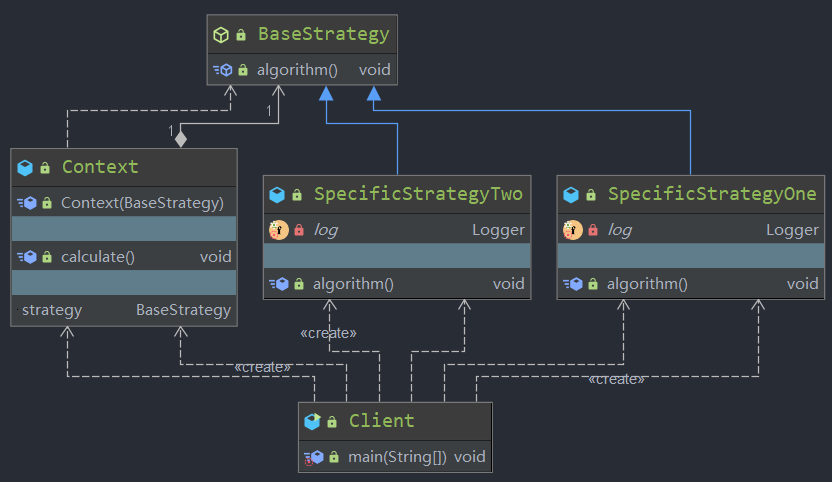 BaseStrategy
algorithm() void
1
1
Context
Context(BaseStrategy)
calculate() void
strategy BaseStrategy
SpecificStrategyTwo
log Logger
algorithm() void
SpecificStrategyOne
log Logger
algorithm() void
«create»
«create»
«create»
Client
main(String[]) void